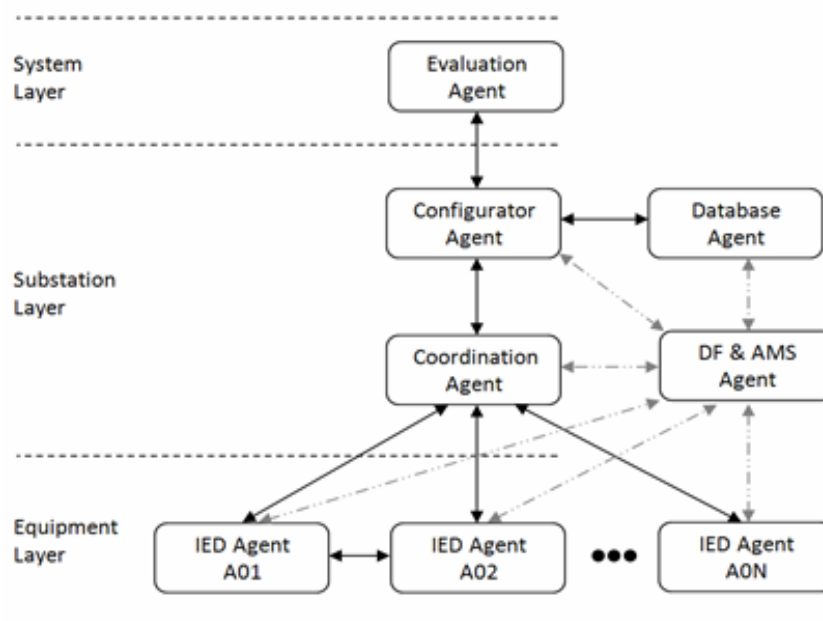 System
Layer
Evaluation
Agent
Configurator
Agent
Database
Agent
Substation
Layer
Coordination
Agent
DF & AMS
Agent
Equipment
Layer
IED Agent
A01
IED Agent
A02
IED Agent
A0N